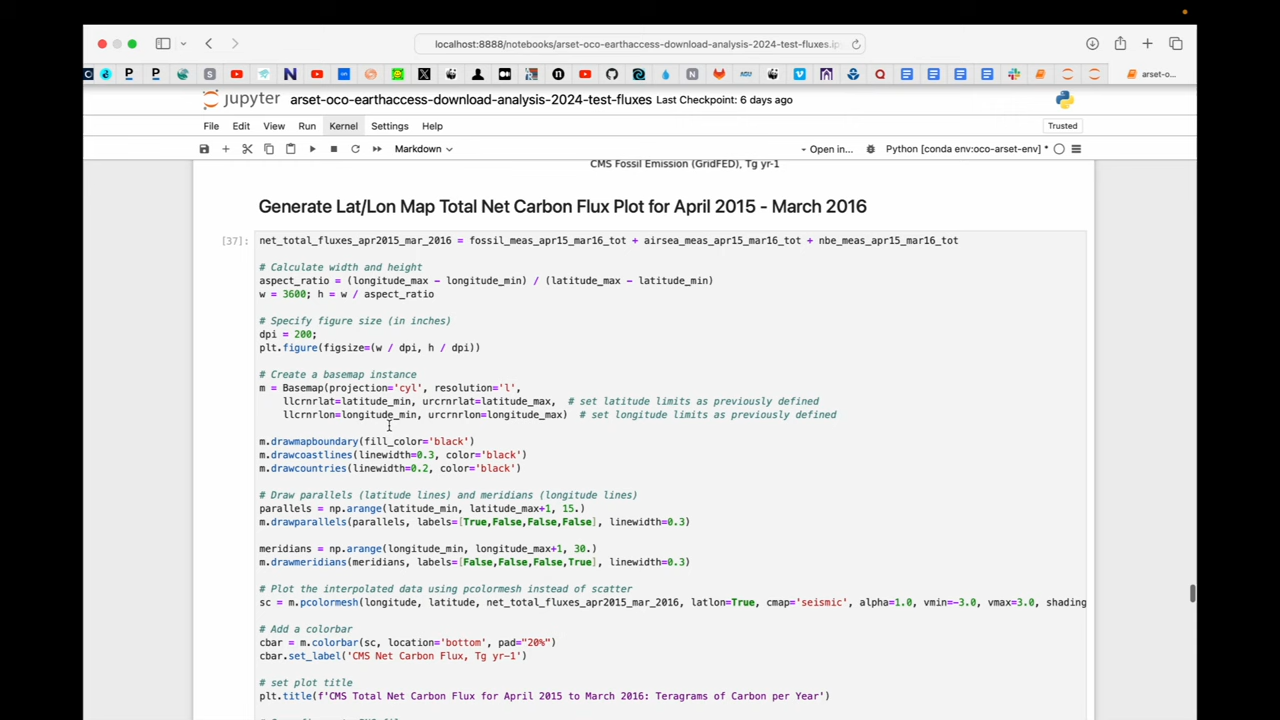 localhost:8888/notebooks/arset-oco-earthaccess-download-analysis-2024-test-fluxes.ip
arset-o...
jupyter arset-oco-earthaccess-download-analysis-2024-test-fluxes Last Checkpoint: 6 days ago
File Edit View Run Kernel Settings Help
Trusted
Markdown
Open in...
Python [conda env:oco-arset-env] *
CMS Fossil Emission (GridFED), Tg yr-1
Generate Lat/Lon Map Total Net Carbon Flux Plot for April 2015 - March 2016
[37]: net_total_fluxes_apr2015_mar_2016 = fossil_meas_apr15_mar16_tot + airsea_meas_apr15_mar16_tot + nbe_meas_apr15_mar16_tot
# Calculate width and height
aspect_ratio = (longitude_max - longitude_min) / (latitude_max - latitude_min)
w = 3600; h = w / aspect_ratio
# Specify figure size (in inches)
dpi = 200;
plt.figure(figsize=(w / dpi, h / dpi))
# Create a basemap instance
m = Basemap(projection='cyl', resolution='l',
llcrnrlat=latitude_min, urcrnrlat=latitude_max, # set latitude limits as previously defined
llcrnrlon=longitude_min, urcrnrlon=longitude_max) # set longitude limits as previously defined
m.drawmapboundary(fill_color='black')
m.drawcoastlines(linewidth=0.3, color='black')
m.drawcountries(linewidth=0.2, color='black')
# Draw parallels (latitude lines) and meridians (longitude lines)
parallels = np.arange(latitude_min, latitude_max+1, 15.)
m.drawparallels(parallels, labels=[True,False,False,False], linewidth=0.3)
meridians = np.arange(longitude_min, longitude_max+1, 30.)
m.drawmeridians(meridians, labels=[False,False,False,True], linewidth=0.3)
# Plot the interpolated data using pcolormesh instead of scatter
sc = m.pcolormesh(longitude, latitude, net_total_fluxes_apr2015_mar_2016, latlon=True, cmap='seismic', alpha=1.0, vmin=-3.0, vmax=3.0, shading
# Add a colorbar
cbar = m.colorbar(sc, location='bottom', pad="20%")
cbar.set_label('CMS Net Carbon Flux, Tg yr-1')
# set plot title
plt.title(f'CMS Total Net Carbon Flux for April 2015 to March 2016: Teragrams of Carbon per Year')